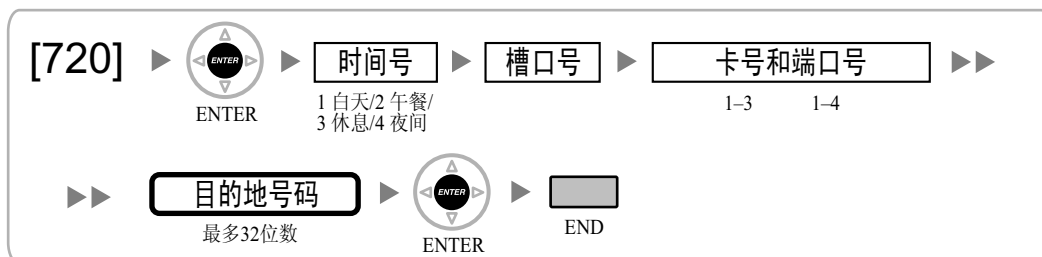 [720] ENTER 时间号 槽口号 卡号和端口号
ENTER 1 白天/2 午餐/ 1–3 1–4
3 休息/4 夜间
目的地号码 ENTER
最多32位数 ENTER END